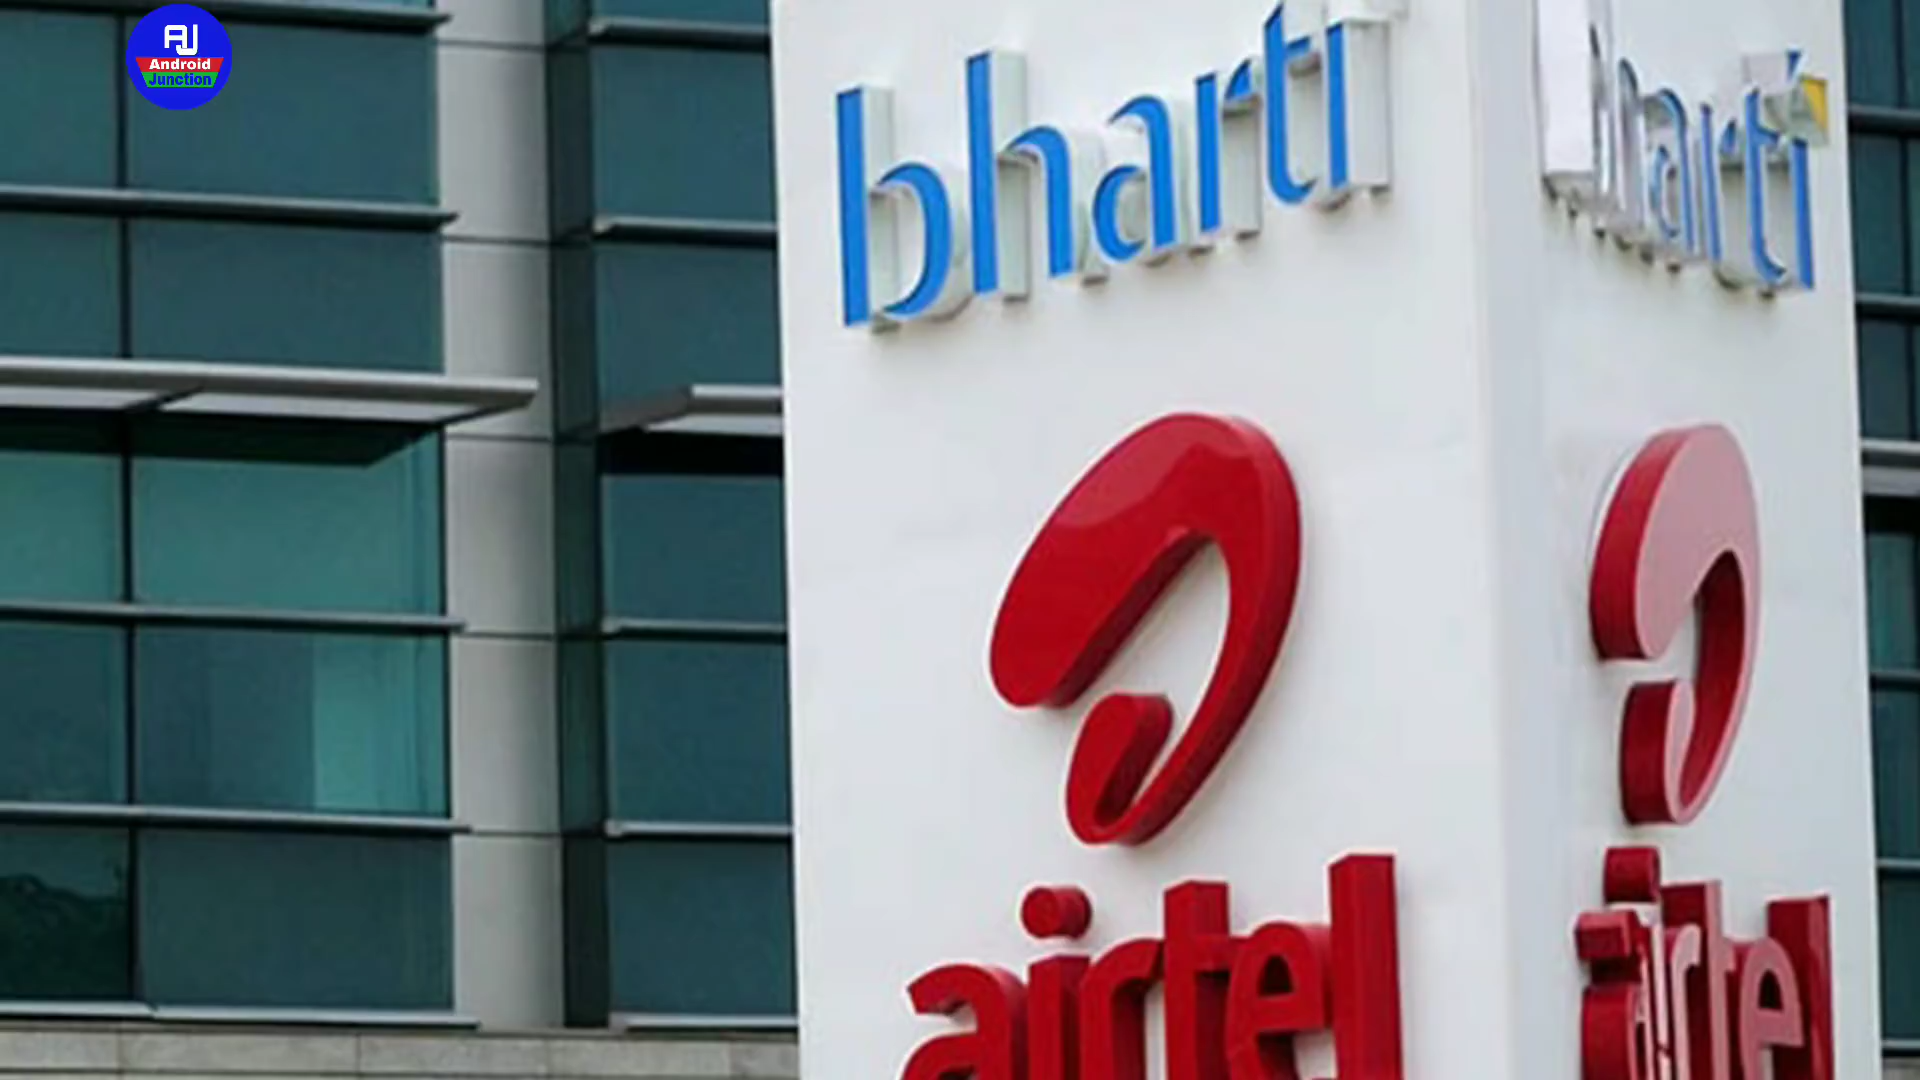 AJ
Android
Junction
bharti
airtel
bharti
airtel